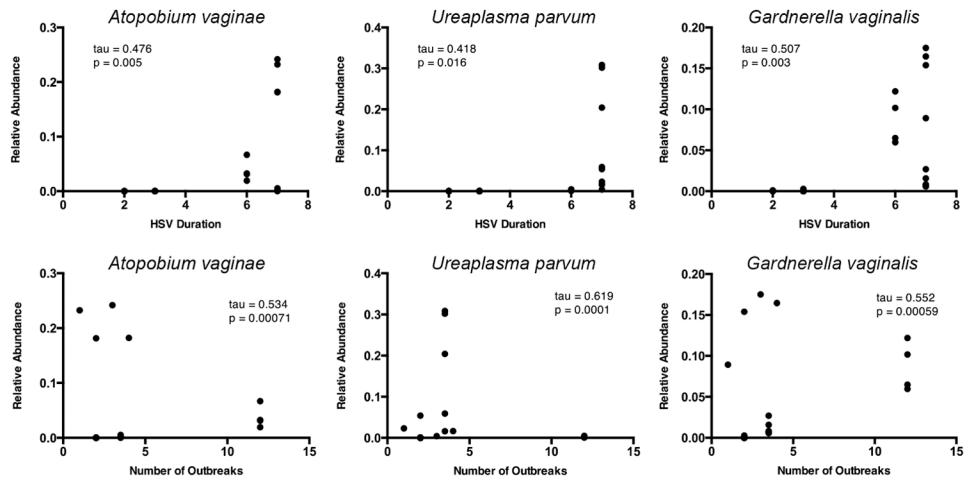 Atopobium vaginae
Ureaplasma parvum
Gardnerella vaginalis
Relative Abundance
0.3
0.2
0.1
0.0
tau = 0.476
p = 0.005
0 2 4 6 8
HSV Duration
Relative Abundance
0.4
0.3
0.2
0.1
0.0
tau = 0.418
p = 0.016
0 2 4 6 8
HSV Duration
Relative Abundance
0.20
0.15
0.10
0.05
0.00
tau = 0.507
p = 0.003
0 2 4 6 8
HSV Duration
Atopobium vaginae
Ureaplasma parvum
Gardnerella vaginalis
Relative Abundance
0.3
0.2
0.1
0.0
tau = 0.534
p = 0.00071
0 5 10 15
Number of Outbreaks
Relative Abundance
0.4
0.3
0.2
0.1
0.0
tau = 0.619
p = 0.0001
0 5 10 15
Number of Outbreaks
Relative Abundance
0.20
0.15
0.10
0.05
0.00
tau = 0.552
p = 0.00059
0 5 10 15
Number of Outbreaks